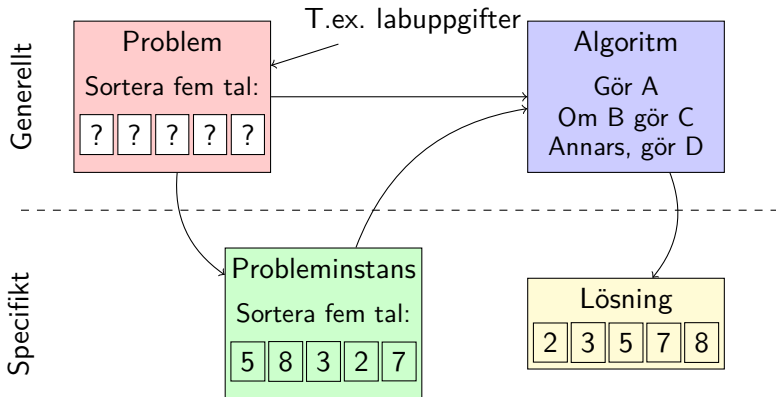 T.ex. labuppgifter
Generellt
Problem
Sortera fem tal:
? ? ? ? ?
Algoritm
Gör A
Om B gör C
Annars, gör D
Specifikt
Probleminstans
Sortera fem tal:
5 8 3 2 7
Lösning
2 3 5 7 8